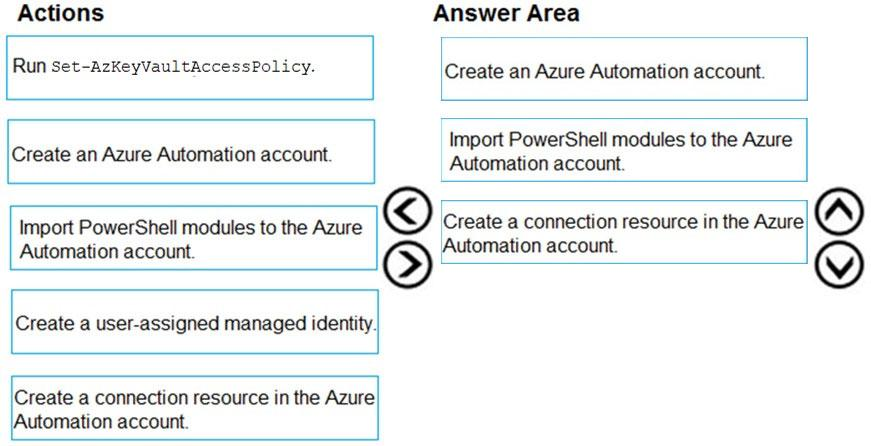 Actions
Run Set-AzKeyVaultAccessPolicy.
Create an Azure Automation account.
Import PowerShell modules to the Azure
Automation account.
Create a user-assigned managed identity.
Create a connection resource in the Azure
Automation account.
Answer Area
Create an Azure Automation account.
Import PowerShell modules to the Azure
Automation account.
Create a connection resource in the Azure
Automation account.